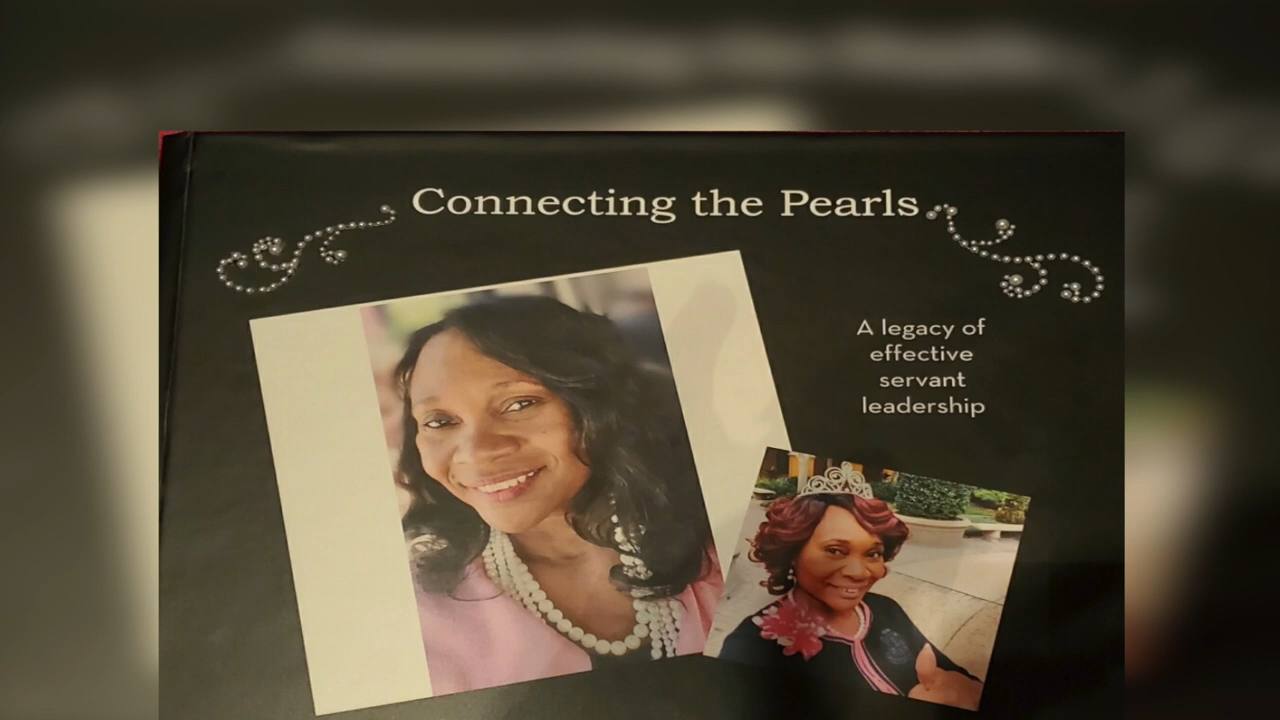 Connecting the Pearls
A legacy of
effective
servant
leadership